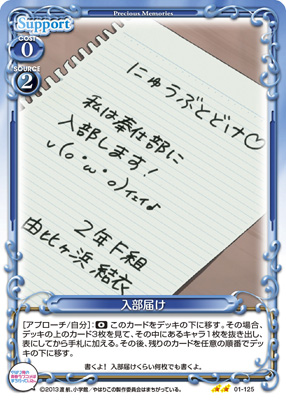 Precious Memories
Support
COST
0
SOURCE
2
にゅうぶとどけ♡
私は奉仕部に
入部します！
v(o・ω・o)イェイ♪
2年F組
由比ヶ浜 結衣
入部届け
[アプローチ/自分]：このカードをデッキの下に移す。その場合、
デッキの上のカード3枚を見て、その中にあるキャラ1枚を抜き出し、
表にしてから手札に加える。その後、残りのカードを任意の順番でデッ
キの下に移す。
書くよ！ 入部届けくらい何枚でも書くよ。
©2013 渡 航、小学館／やはりこの製作委員会はまちがっている。
01-125